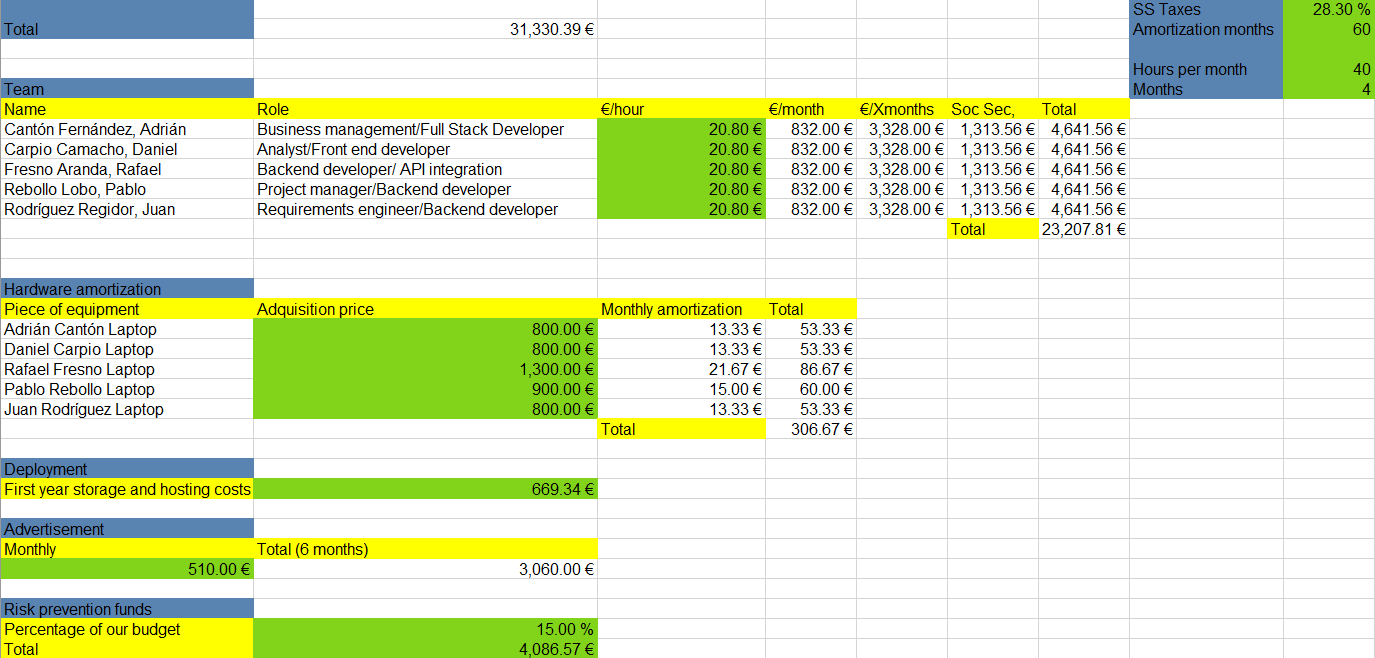 SS Taxes 28.30 %
Total 31,330.39 € Amortization months 60
Hours per month 40
Team Months 4
Name Role €/hour €/month €/Xmonths Soc Sec, Total
Cantón Fernández, Adrián Business management/Full Stack Developer 20.80 € 832.00 € 3,328.00 € 1,313.56 € 4,641.56 €
Carpio Camacho, Daniel Analyst/Front end developer 20.80 € 832.00 € 3,328.00 € 1,313.56 € 4,641.56 €
Fresno Aranda, Rafael Backend developer/ API integration 20.80 € 832.00 € 3,328.00 € 1,313.56 € 4,641.56 €
Rebollo Lobo, Pablo Project manager/Backend developer 20.80 € 832.00 € 3,328.00 € 1,313.56 € 4,641.56 €
Rodríguez Regidor, Juan Requirements engineer/Backend developer 20.80 € 832.00 € 3,328.00 € 1,313.56 € 4,641.56 €
Total 23,207.81 €
Hardware amortization
Piece of equipment Adquisition price Monthly amortization Total
Adrián Cantón Laptop 800.00 € 13.33 € 53.33 €
Daniel Carpio Laptop 800.00 € 13.33 € 53.33 €
Rafael Fresno Laptop 1,300.00 € 21.67 € 86.67 €
Pablo Rebollo Laptop 900.00 € 15.00 € 60.00 €
Juan Rodríguez Laptop 800.00 € 13.33 € 53.33 €
Total 306.67 €
Deployment
First year storage and hosting costs 669.34 €
Advertisement
Monthly Total (6 months)
510.00 € 3,060.00 €
Risk prevention funds
Percentage of our budget 15.00 %
Total 4,086.57 €